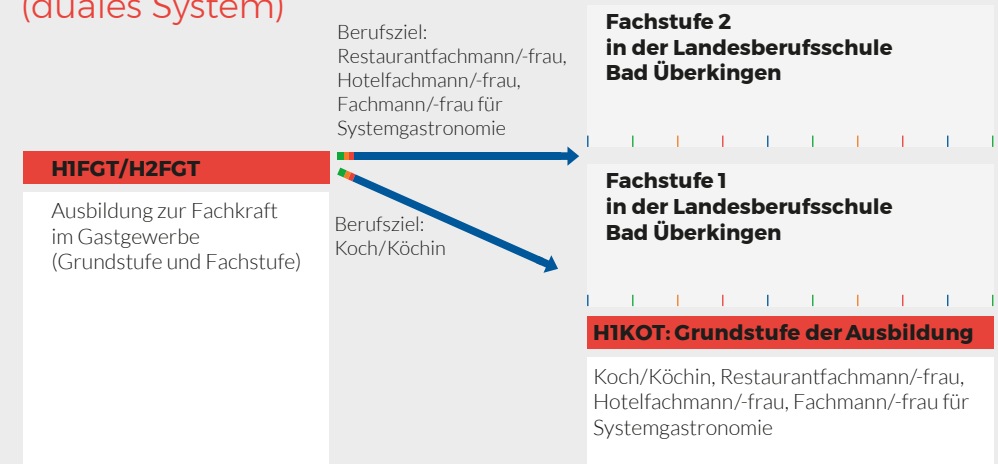 (duales System)
H1FGT/H2FGT
Ausbildung zur Fachkraft
im Gastgewerbe
(Grundstufe und Fachstufe)
Berufsziel:
Restaurantfachmann/-frau,
Hotelfachmann/-frau,
Fachmann/-frau für
Systemgastronomie
Berufsziel:
Koch/Köchin
Fachstufe 2
in der Landesberufsschule
Bad Überkingen
Fachstufe 1
in der Landesberufsschule
Bad Überkingen
H1KOT: Grundstufe der Ausbildung
Koch/Köchin, Restaurantfachmann/-frau,
Hotelfachmann/-frau, Fachmann/-frau für
Systemgastronomie